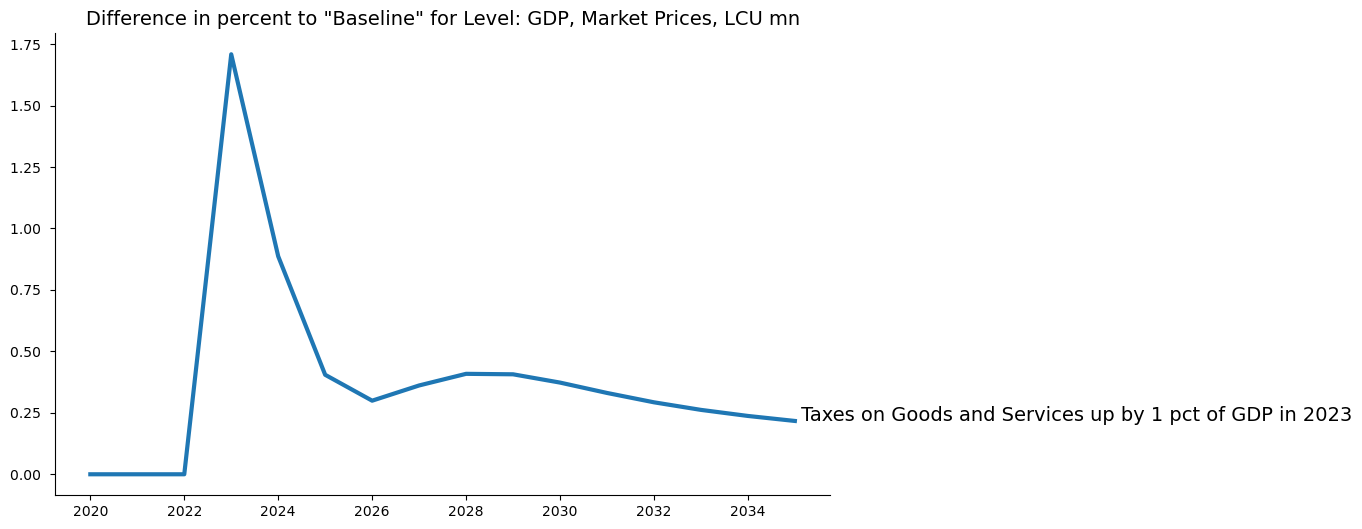 Difference in percent to "Baseline" for Level: GDP, Market Prices, LCU mn
1.75
1.50
1.25
1.00
0.75
0.50
0.25
0.00
Taxes on Goods and Services up by 1 pct of GDP in 2023
2020 2022 2024 2026 2028 2030 2032 2034